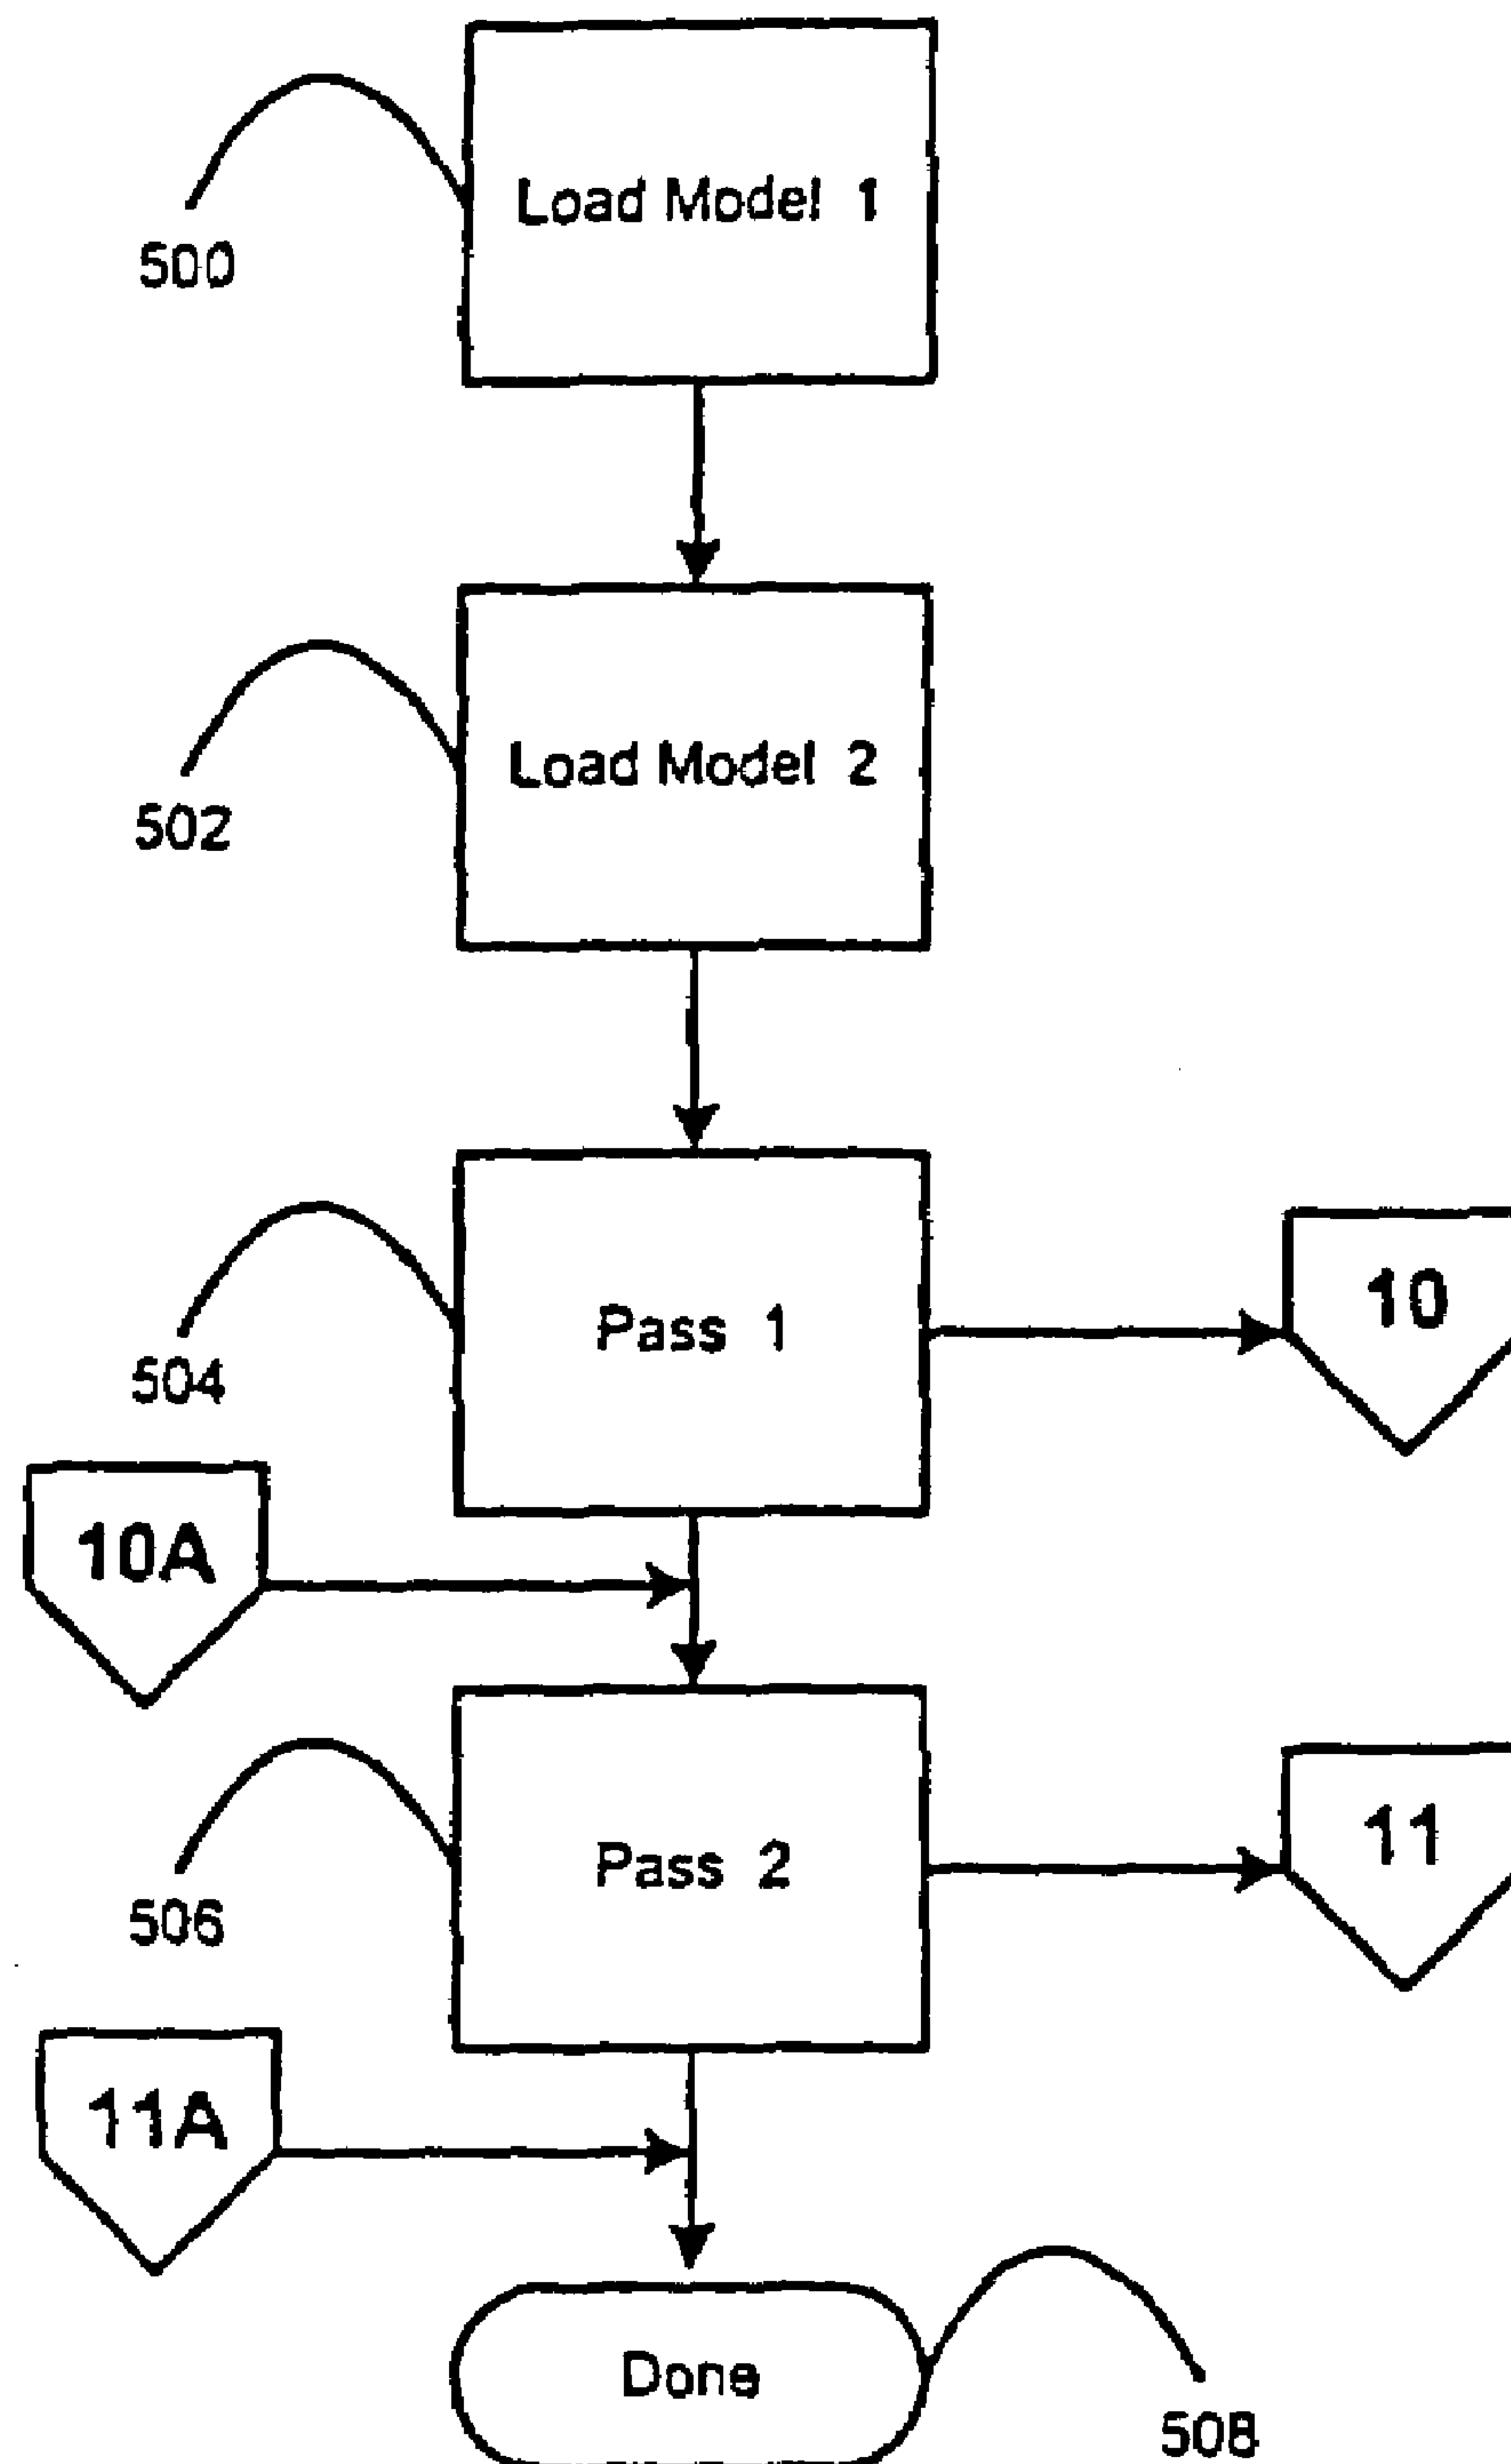 Load Model 1
500
Load Model 2
502
Pass 1
10
504
10A
Pass 2
11
506
11A
Done
508